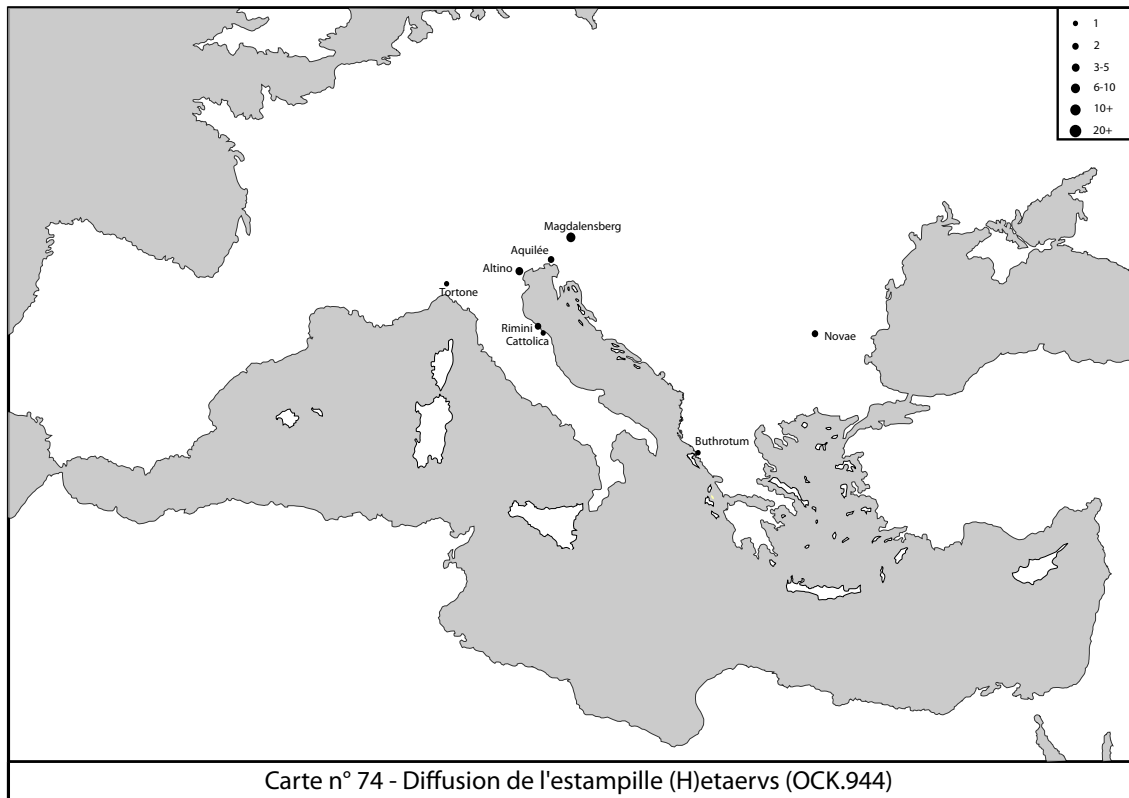 1
2
3-5
6-10
10+
20+
Magdalensberg
Aquilée
Altino
Tortone
Rimini
Cattolica
Novae
Buthrotum
Carte n° 74 - Diffusion de l'estampille (H)etaervs (OCK.944)